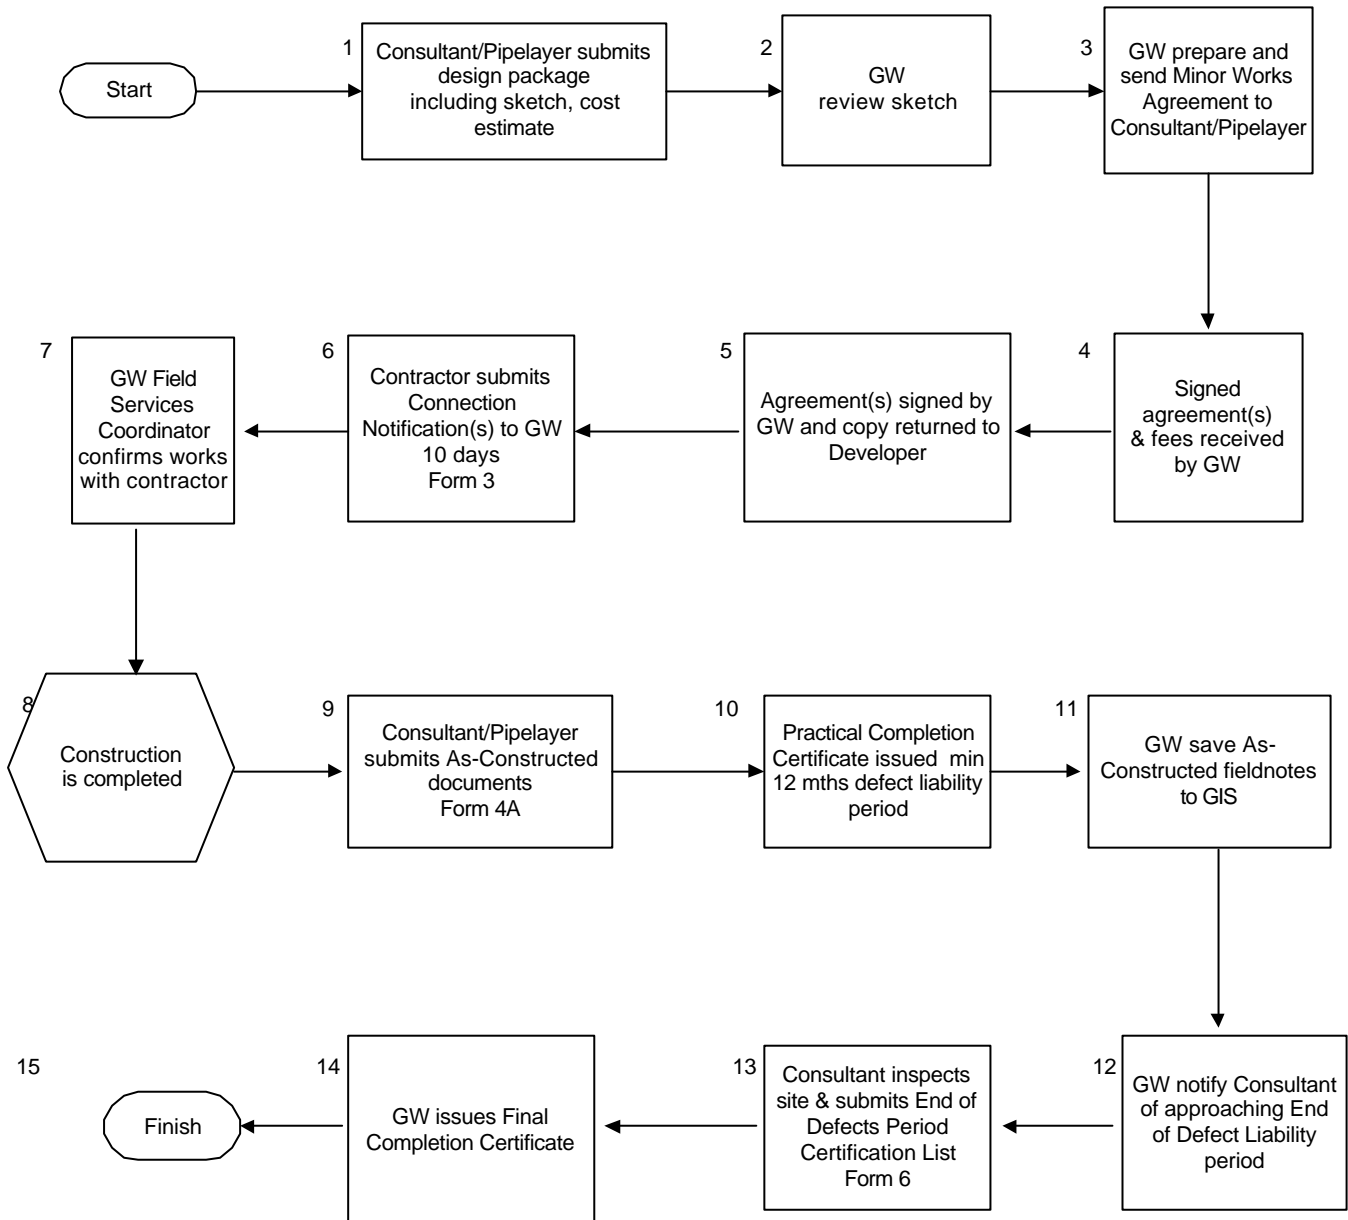 Start
1
Consultant/Pipelayer submits
design package
including sketch, cost
estimate
2
GW
review sketch
3
GW prepare and
send Minor Works
Agreement to
Consultant/Pipelayer
4
Signed
agreement(s)
& fees received
by GW
5
Agreement(s) signed by
GW and copy returned to
Developer
6
Contractor submits
Connection
Notification(s) to GW
10 days
Form 3
7
GW Field
Services
Coordinator
confirms works
with contractor
8
Construction
is completed
9
Consultant/Pipelayer
submits As-Constructed
documents
Form 4A
10
Practical Completion
Certificate issued min
12 mths defect liability
period
11
GW save As-
Constructed fieldnotes
to GIS
12
GW notify Consultant
of approaching End
of Defect Liability
period
13
Consultant inspects
site & submits End of
Defects Period
Certification List
Form 6
14
GW issues Final
Completion Certificate
15
Finish